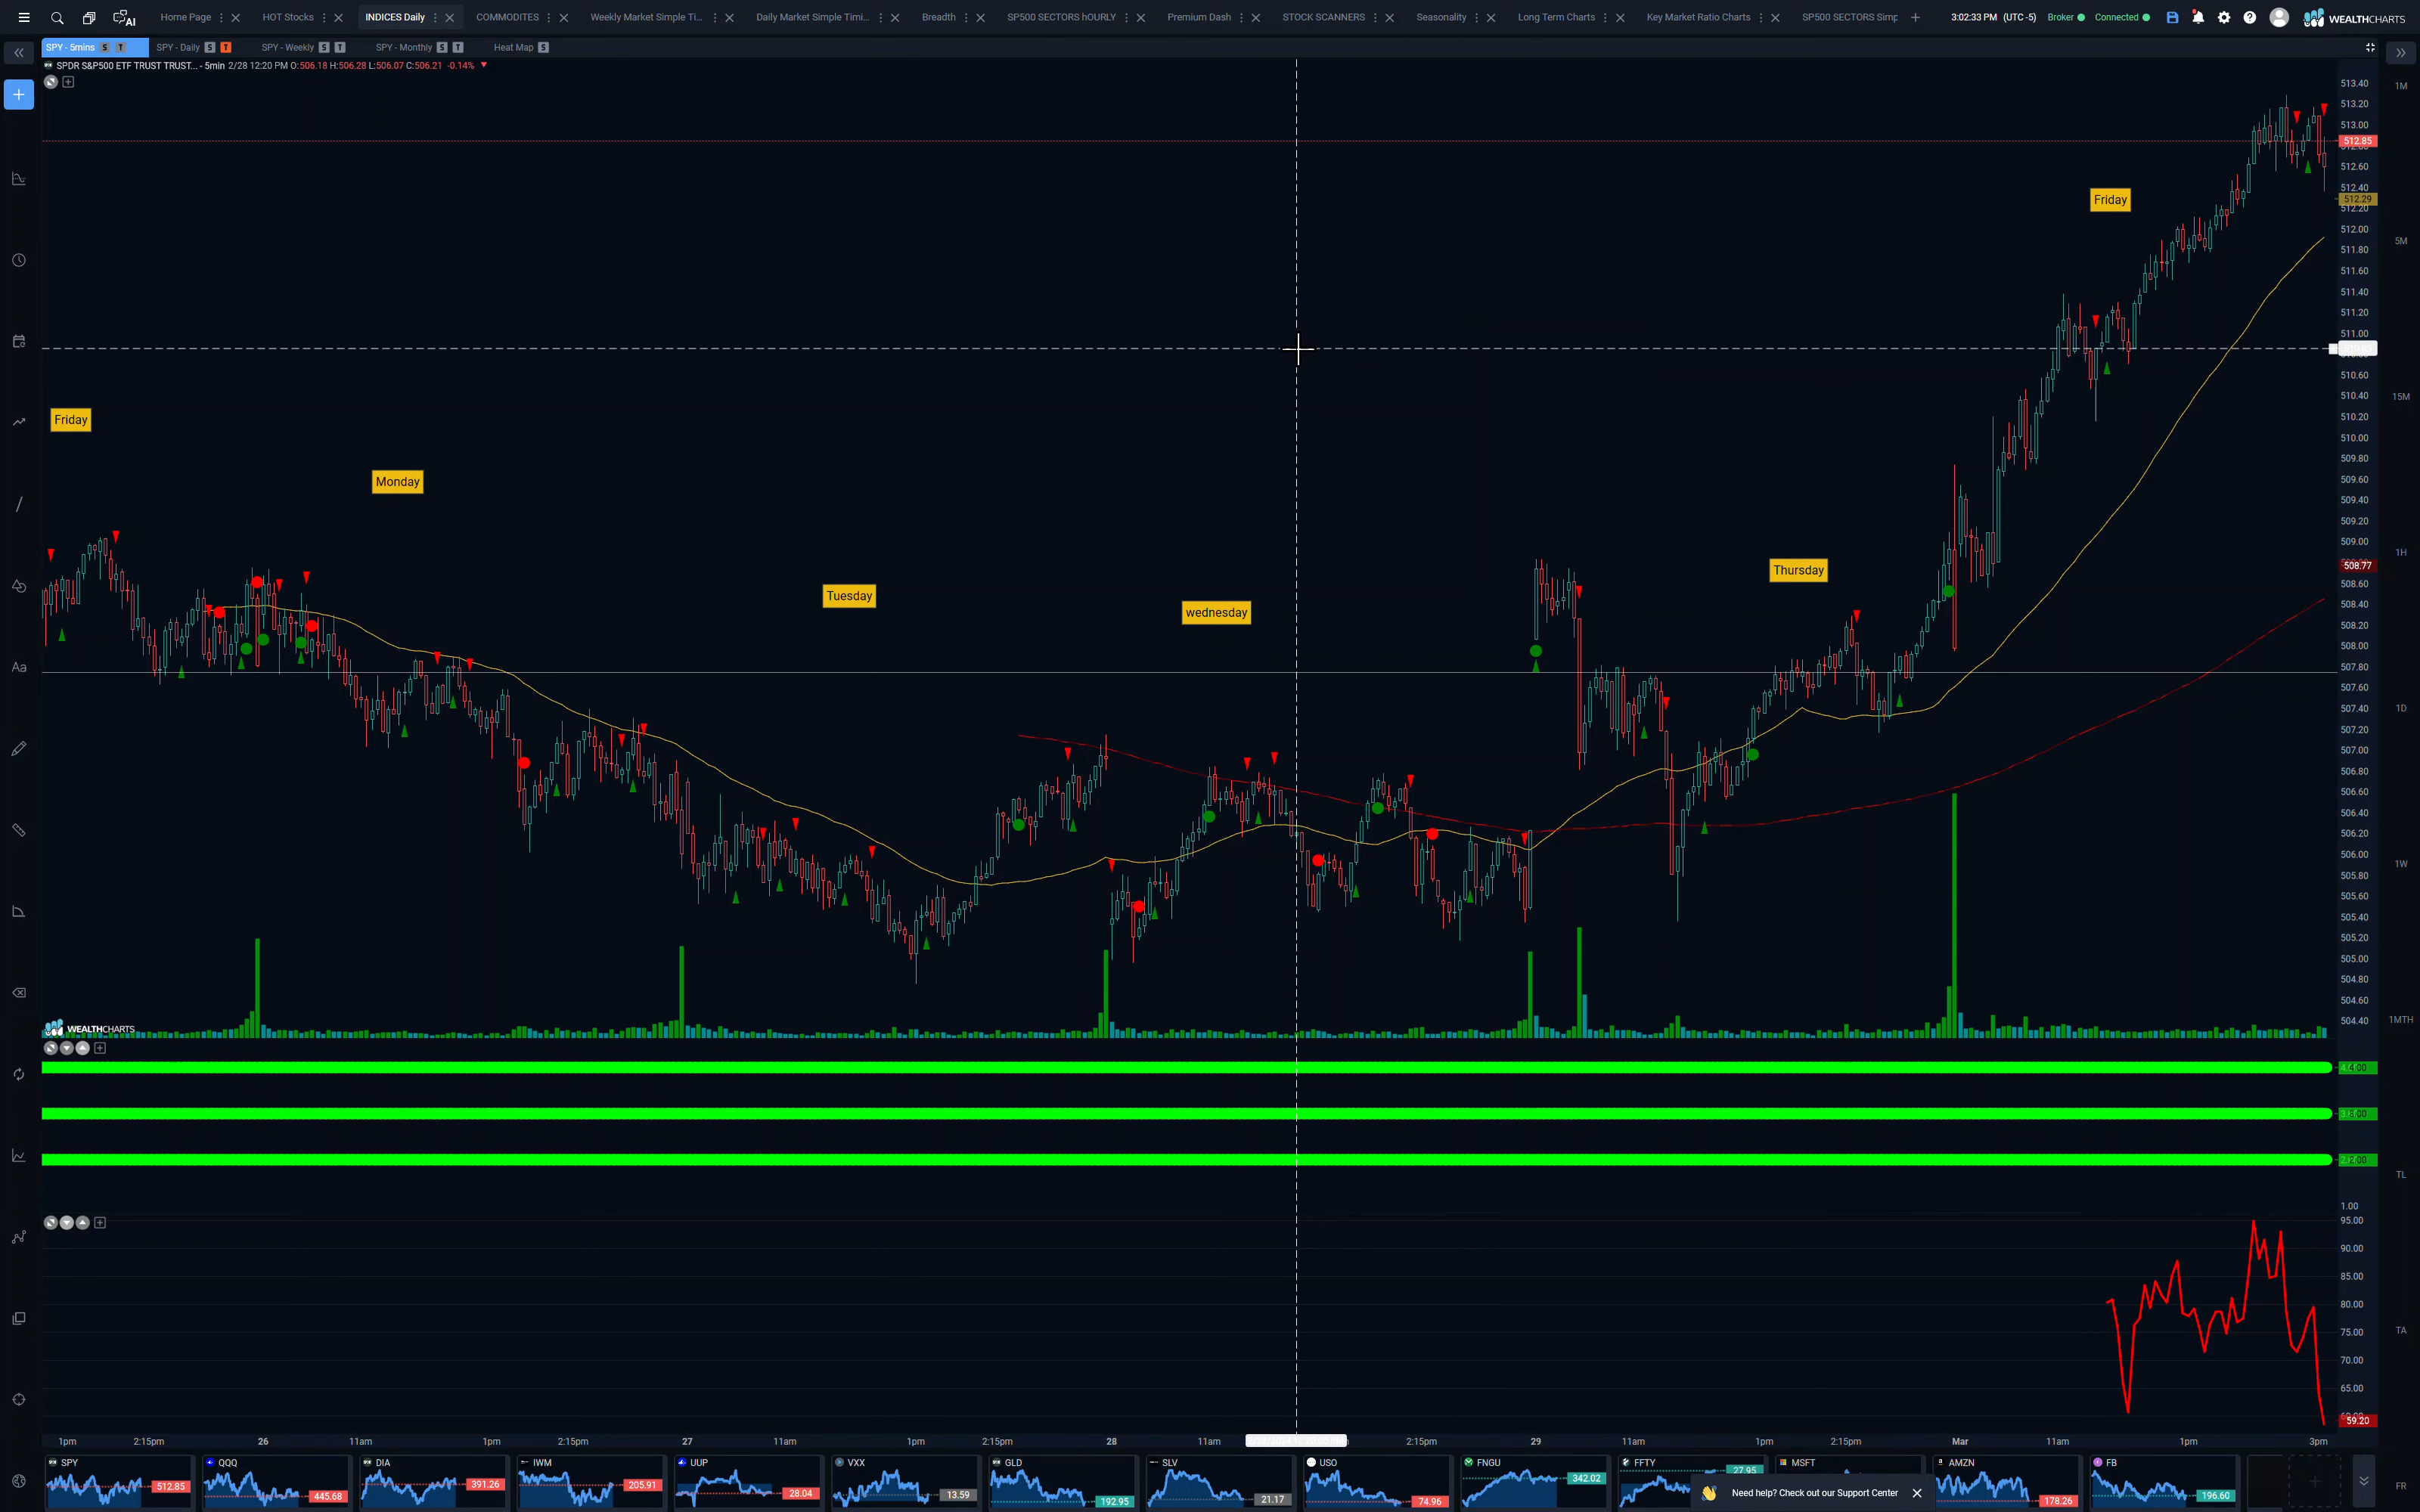 AI Home Page HOT Stocks INDICES Daily COMMODITES Weekly Market Simple Ti... Daily Market Simple Timi... Breadth SP500 SECTORS hOURLY Premium Dash STOCK SCANNERS Seasonality Long Term Charts Key Market Ratio Charts SP500 SECTORS Simp 3:02:33 PM (UTC -5) Broker Connected WEALTHCHARTS
SPY - 5mins S T SPY - Daily S T SPY - Weekly S T SPY - Monthly S T Heat Map S
SPDR S&P500 ETF TRUST TRUST... - 5min 2/28 12:20 PM O:506.18 H:506.28 L:506.07 C:506.21 -0.14%
1M
513.40
513.20
513.00
512.85
512.60
512.40
512.29
512.20
Friday
512.00
511.80
5M
511.60
511.40
511.20
511.00
510.60
15M
510.40
510.20
Friday
510.00
509.80
Monday
509.60
509.40
509.20
509.00
1H
508.77
Thursday
508.60
Tuesday
508.40
wednesday
508.20
508.00
Aa
507.80
507.60
507.40
1D
507.20
507.00
506.80
506.60
506.40
506.20
506.00
1W
505.80
505.60
505.40
505.20
505.00
504.80
504.60
504.40
1MTH
WEALTHCHARTS
TL
1.00
95.00
90.00
85.00
80.00
75.00
TA
70.00
65.00
59.20
1pm 2:15pm 26 11am 1pm 2:15pm 27 11am 1pm 2:15pm 28 11am 2:15pm 29 11am 1pm 2:15pm Mar 11am 1pm 3pm
SPY QQQ DIA IWM UUP VXX GLD SLV USO FNGU FFTY MSFT AMZN FB
512.85 445.68 391.26 205.91 28.04 13.59 192.95 21.17 74.96 342.02 27.95 178.26 196.60
Need help? Check out our Support Center
FR